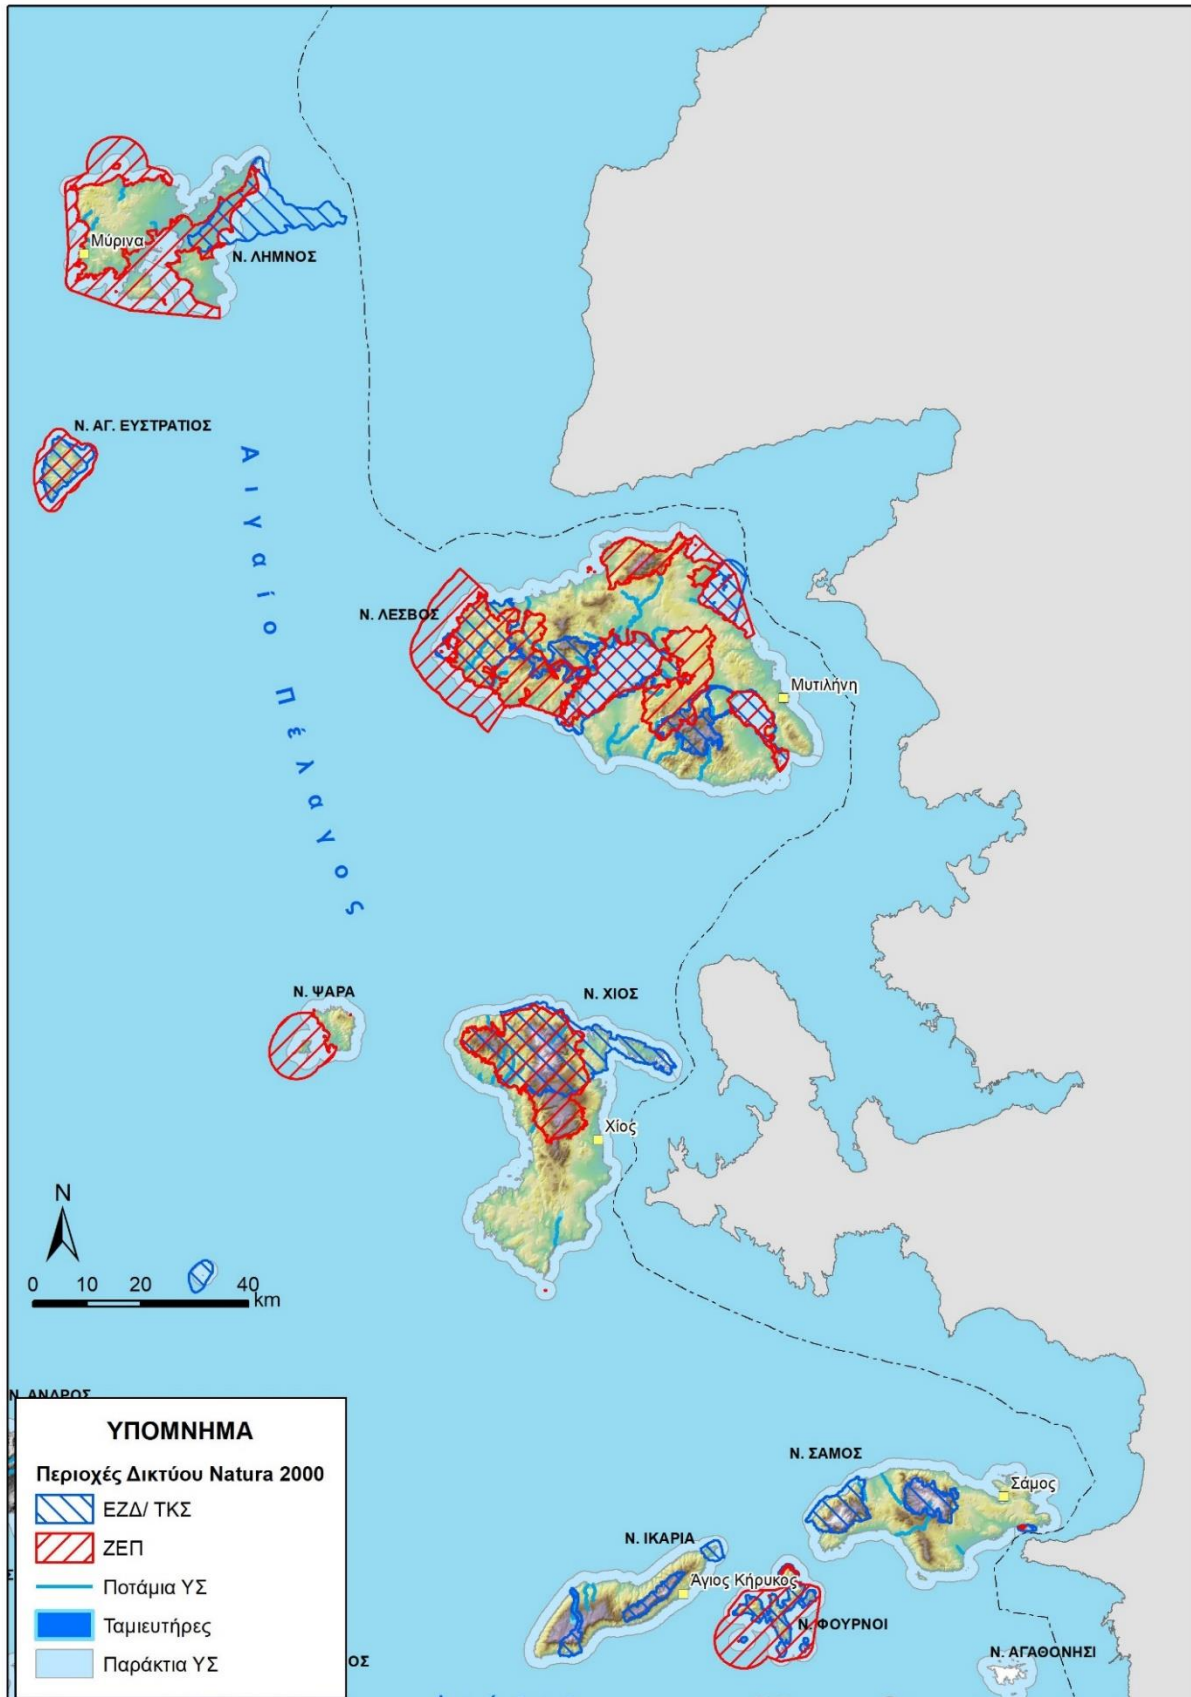 Μύρινα
Ν. ΛΗΜΝΟΣ
Ν. ΑΓ. ΕΥΣΤΡΑΤΙΟΣ
Αιγαίο Πέλαγος
Ν. ΛΕΣΒΟΣ
Μυτιλήνη
Ν. ΨΑΡΑ
Ν. ΧΙΟΣ
Χίος
N
0 10 20 40
km
Ν. ΑΝΔΡΟΣ
ΥΠΟΜΝΗΜΑ
Περιοχές Δικτύου Natura 2000
ΕΖΔ/ ΤΚΣ
ΖΕΠ
Ποτάμια ΥΣ
Ταμιευτήρες
Παράκτια ΥΣ
ΟΣ
Ν. ΣΑΜΟΣ
Σάμος
Ν. ΙΚΑΡΙΑ
Άγιος Κήρυκος
Ν. ΦΟΥΡΝΟΙ
Ν. ΑΓΑΘΟΝΗΣΙ